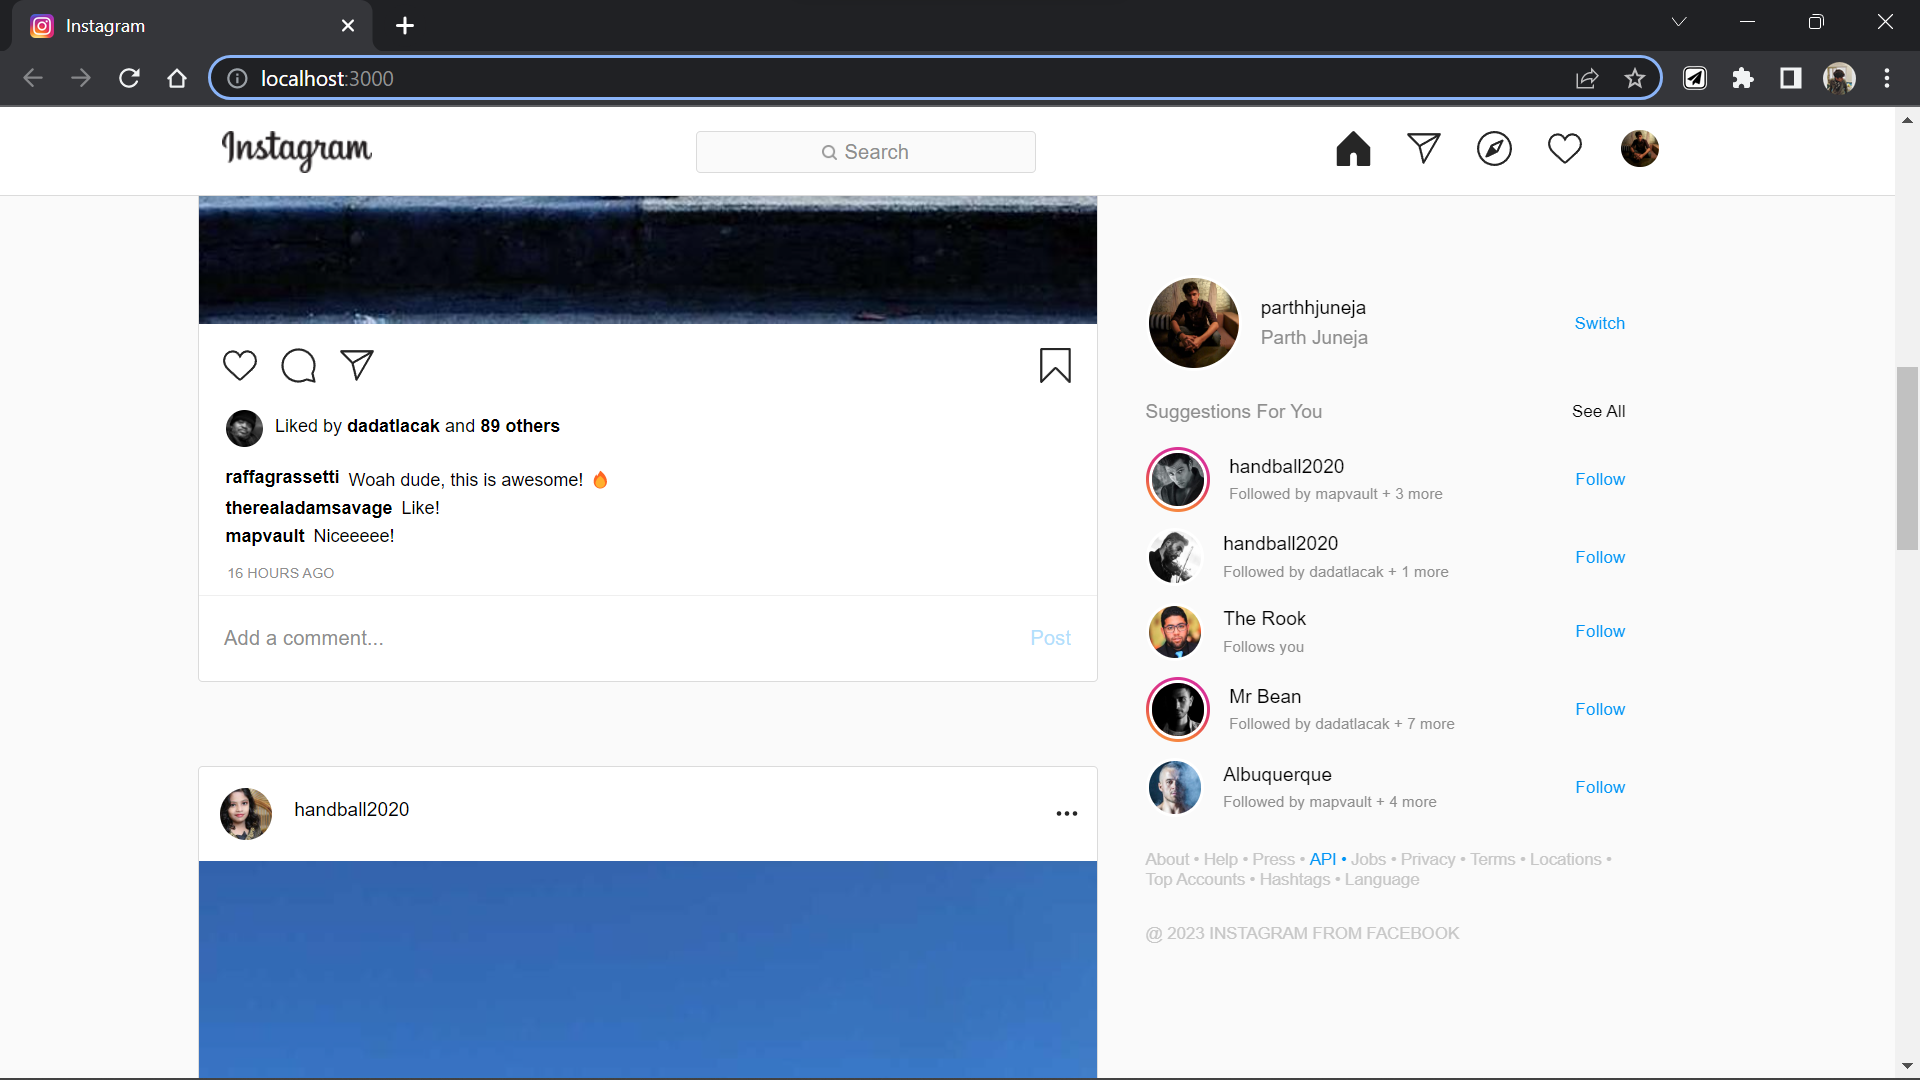 Instagram
localhost:3000
Instagram
Search
Liked by dadatlacak and 89 others
raffagrassetti Woah dude, this is awesome! 🔥
therealadamsavage Like!
mapvault Niceeeee!
16 HOURS AGO
Add a comment... Post
handball2020
parthhjuneja
Parth Juneja
Switch
Suggestions For You See All
handball2020
Followed by mapvault + 3 more
Follow
handball2020
Followed by dadatlacak + 1 more
Follow
The Rook
Follows you
Follow
Mr Bean
Followed by dadatlacak + 7 more
Follow
Albuquerque
Followed by mapvault + 4 more
Follow
About • Help • Press • API • Jobs • Privacy • Terms • Locations •
Top Accounts • Hashtags • Language
@ 2023 INSTAGRAM FROM FACEBOOK